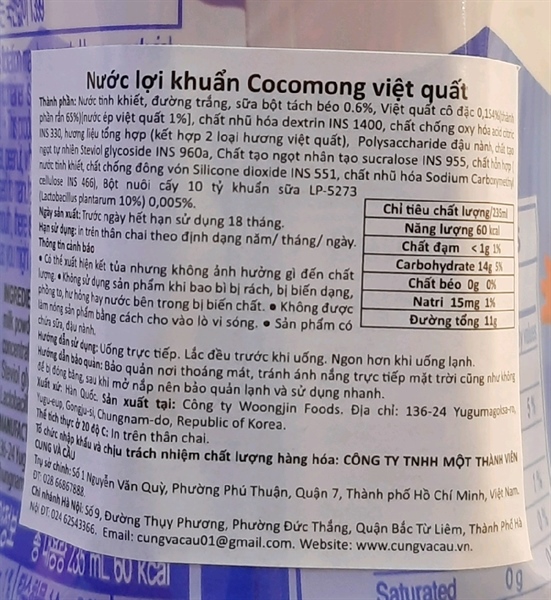 Nước lợi khuẩn Cocomong việt quất
Thành phần: Nước tinh khiết, đường trắng, sữa bột tách béo 0.6%, Việt quất cô đặc 0,154%[thành
phần rắn 65%)[nước ép việt quất 1%], chất nhũ hóa dextrin INS 1400, chất chống oxy hóa acid citric
INS 330, hương liệu tổng hợp (kết hợp 2 loại hương việt quất), Polysaccharide đậu nành, chất tạo
ngọt tự nhiên Steviol glycoside INS 960a, Chất tạo ngọt nhân tạo sucralose INS 955, chất hỗn hợp (
nước tinh khiết, chất chống đông vón Silicone dioxide INS 551, chất nhũ hóa Sodium Carboxymethyl
cellulose INS 466), Bột nuôi cấy 10 tỷ khuẩn sữa LP-5273
(Lactobacillus plantarum 10%) 0,005%.
Ngày sản xuất: Trước ngày hết hạn sử dụng 18 tháng.
Hạn sử dụng: in trên thân chai theo định dạng năm/ tháng/ ngày.
Thông tin cảnh báo
• Có thể xuất hiện kết tủa nhưng không ảnh hưởng gì đến chất
lượng. • Không sử dụng sản phẩm khi bao bì bị rách, bị biến dạng,
phồng to, hư hỏng hay nước bên trong bị biến chất. • Không được
làm nóng sản phẩm bằng cách cho vào lò vi sóng. • Sản phẩm có
chứa sữa, đậu nành.
Chỉ tiêu chất lượng/235ml
Năng lượng 60 kcal
Chất đạm <1g 1%
Carbohydrate 14g 5%
Chất béo 0g 0%
Natri 15mg 1%
Đường tổng 11g
Hướng dẫn sử dụng: Uống trực tiếp. Lắc đều trước khi uống. Ngon hơn khi uống lạnh.
Hướng dẫn bảo quản: Bảo quản nơi thoáng mát, tránh ánh nắng trực tiếp mặt trời cũng như không
để bị đông băng, sau khi mở nắp nên bảo quản lạnh và sử dụng nhanh.
Xuất xứ: Hàn Quốc. Sản xuất tại: Công ty Woongjin Foods. Địa chỉ: 136-24 Yugumagoksa-ro,
Yugu-eup, Gongju-si, Chungnam-do, Republic of Korea.
Thể tích thực ở 20 độ C: In trên thân chai.
Tổ chức nhập khẩu và chịu trách nhiệm chất lượng hàng hóa: CÔNG TY TNHH MỘT THÀNH VIÊN
CUNG VÀ CẦU
Trụ sở chính: Số 1 Nguyễn Văn Quỳ, Phường Phú Thuận, Quận 7, Thành phố Hồ Chí Minh, Việt Nam.
ĐT: 028 66867888.
Chi nhánh Hà Nội: Số 9, Đường Thụy Phương, Phường Đức Thắng, Quận Bắc Từ Liêm, Thành Phố Hà
Nội ĐT: 024 62543366, Email: cungvacau01@gmail.com. Website: www.cungvacau.vn.
235 mL 60 kcal
Saturated 0g